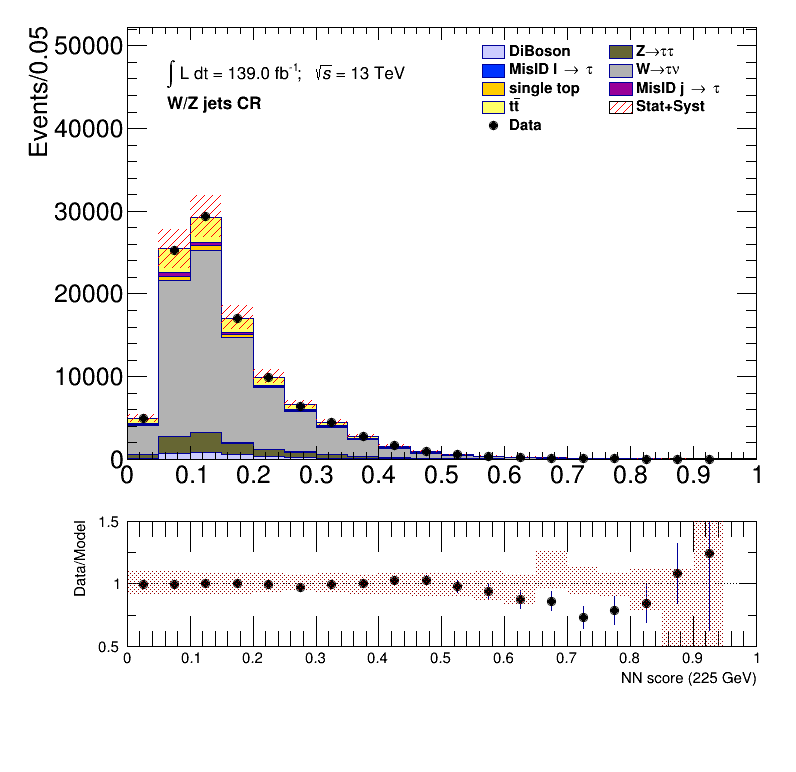 Events/0.05
50000
40000
30000
20000
10000
0
∫ L dt = 139.0 fb⁻¹; √s = 13 TeV
W/Z jets CR
DiBoson
MisID l → τ
single top
tt̄
Data
Z→ττ
W→τν
MisID j → τ
Stat+Syst
0 0.1 0.2 0.3 0.4 0.5 0.6 0.7 0.8 0.9 1
Data/Model
1.5
1
0.5
0 0.1 0.2 0.3 0.4 0.5 0.6 0.7 0.8 0.9 1
NN score (225 GeV)